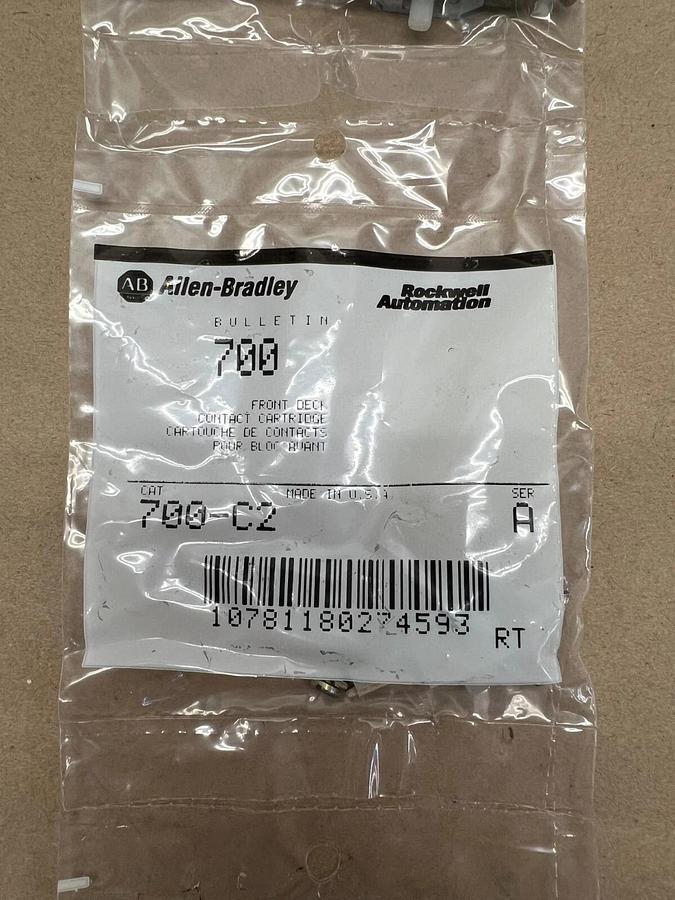 AB Allen-Bradley
Rockwell
Automation
BULLETIN
700
FRONT DECK
CONTACT CARTRIDGE
CARTOUCHE DE CONTACTS
POUR BLOC AVANT
CAT MADE IN U.S.A SER
700-C2 A
10781180274593
RT